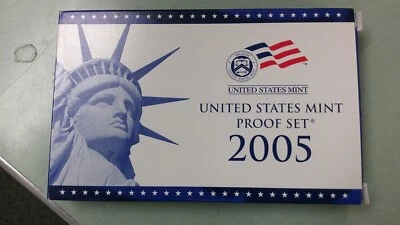 UNITED STATES MINT
UNITED STATES MINT
PROOF SET®
2005